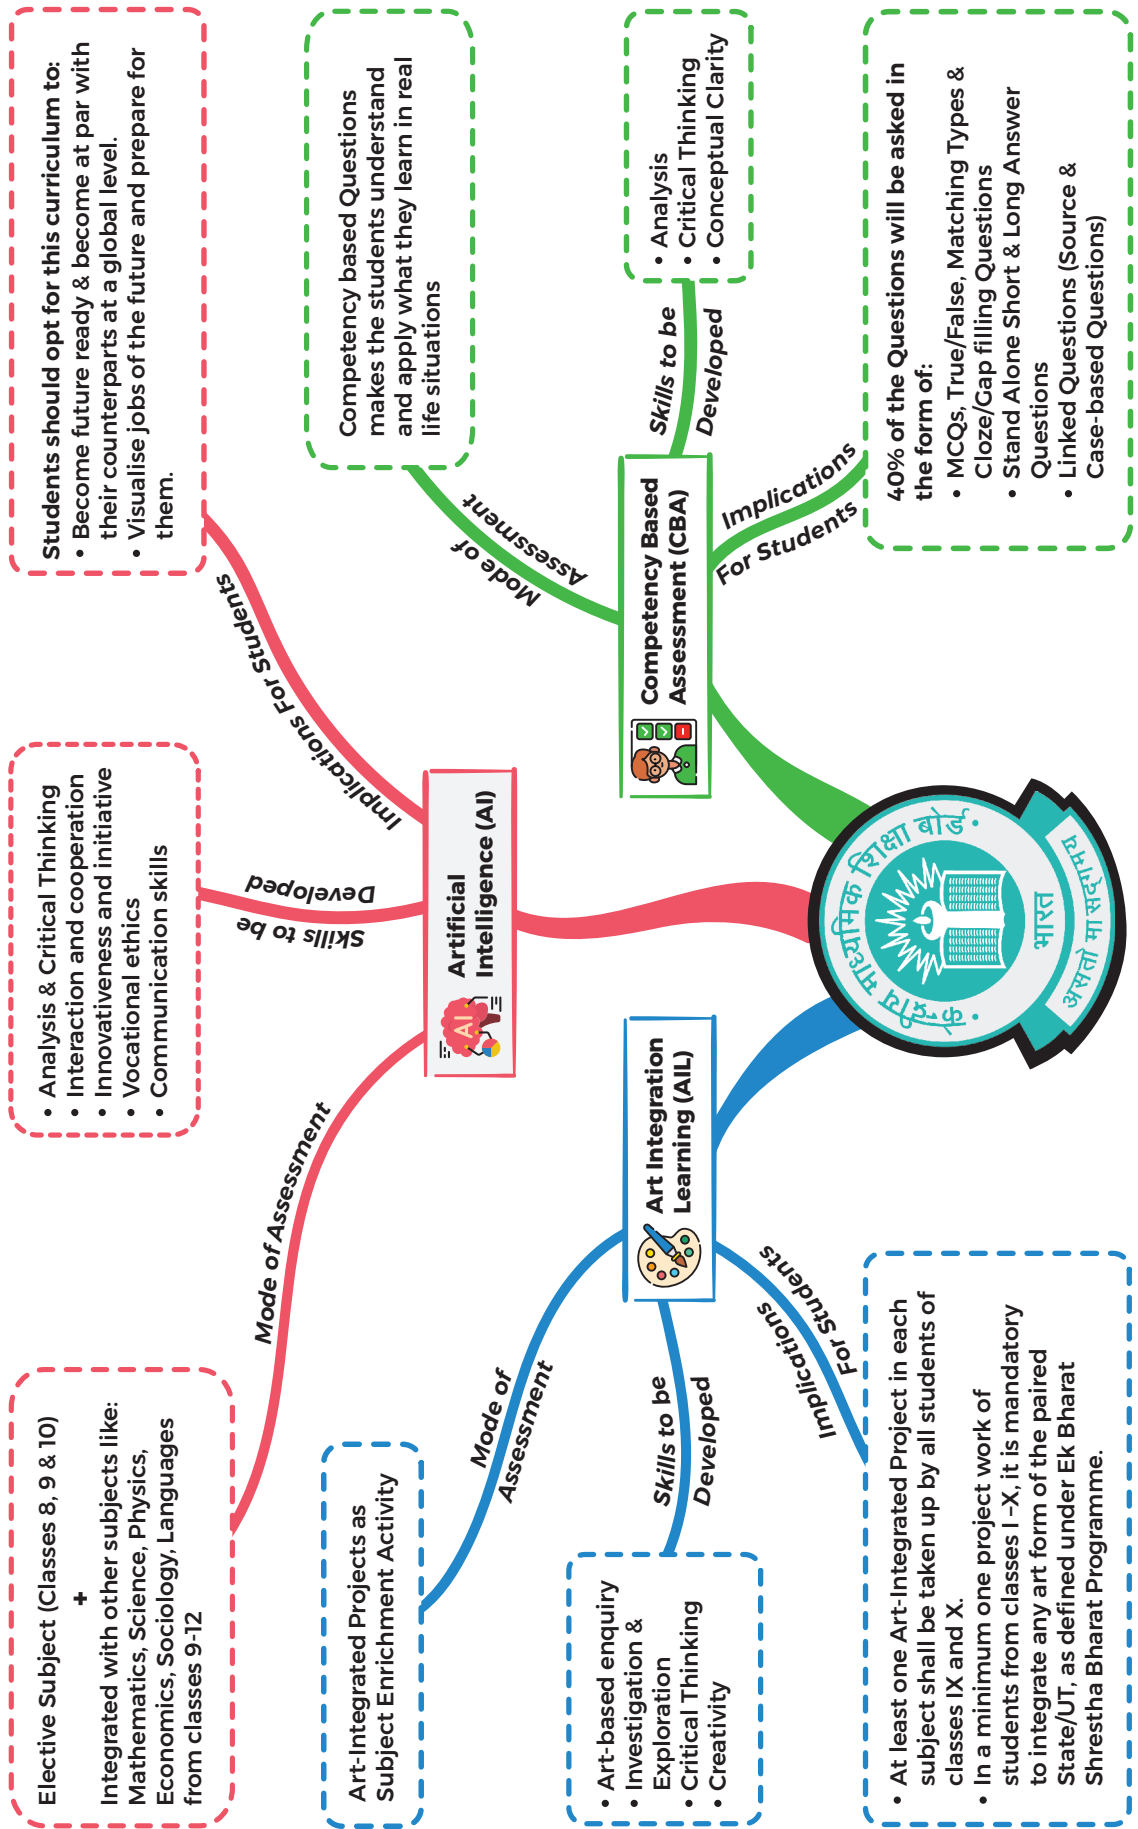 केन्द्रीय माध्यमिक शिक्षा बोर्ड
भारत
असतो मा सद्गमय
Art Integration
Learning (AIL)
Mode of
Assessment
Art-Integrated Projects as
Subject Enrichment Activity
Skills to be
Developed
• Art-based enquiry
• Investigation &
Exploration
• Critical Thinking
• Creativity
Implications
For Students
• At least one Art-Integrated Project in each
subject shall be taken up by all students of
classes IX and X.
• In a minimum one project work of
students from classes I -X, it is mandatory
to integrate any art form of the paired
State/UT, as defined under Ek Bharat
Shrestha Bharat Programme.
AI
Artificial
Intelligence (AI)
Mode of Assessment
Elective Subject (Classes 8, 9 & 10)
+
Integrated with other subjects like:
Mathematics, Science, Physics,
Economics, Sociology, Languages
from classes 9-12
Skills to be
Developed
• Analysis & Critical Thinking
• Interaction and cooperation
• Innovativeness and initiative
• Vocational ethics
• Communication skills
Implications For Students
Students should opt for this curriculum to:
• Become future ready & become at par with
their counterparts at a global level.
• Visualise jobs of the future and prepare for
them.
Competency Based
Assessment (CBA)
Mode of
Assessment
Competency based Questions
makes the students understand
and apply what they learn in real
life situations
Skills to be
Developed
• Analysis
• Critical Thinking
• Conceptual Clarity
Implications
For Students
40% of the Questions will be asked in
the form of:
• MCQs, True/False, Matching Types &
Cloze/Gap filling Questions
• Stand Alone Short & Long Answer
Questions
• Linked Questions (Source &
Case-based Questions)